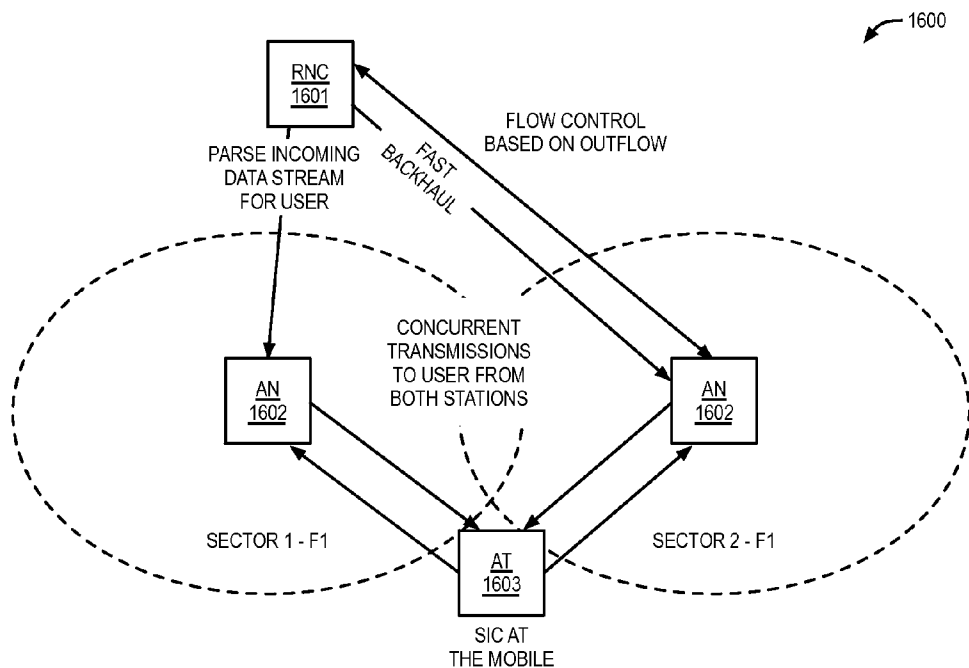 1600
RNC
1601
FLOW CONTROL
BASED ON OUTFLOW
FAST
BACKHAUL
PARSE INCOMING
DATA STREAM
FOR USER
CONCURRENT
TRANSMISSIONS
TO USER FROM
BOTH STATIONS
AN
1602
AN
1602
SECTOR 1 - F1
SECTOR 2 - F1
AT
1603
SIC AT
THE MOBILE